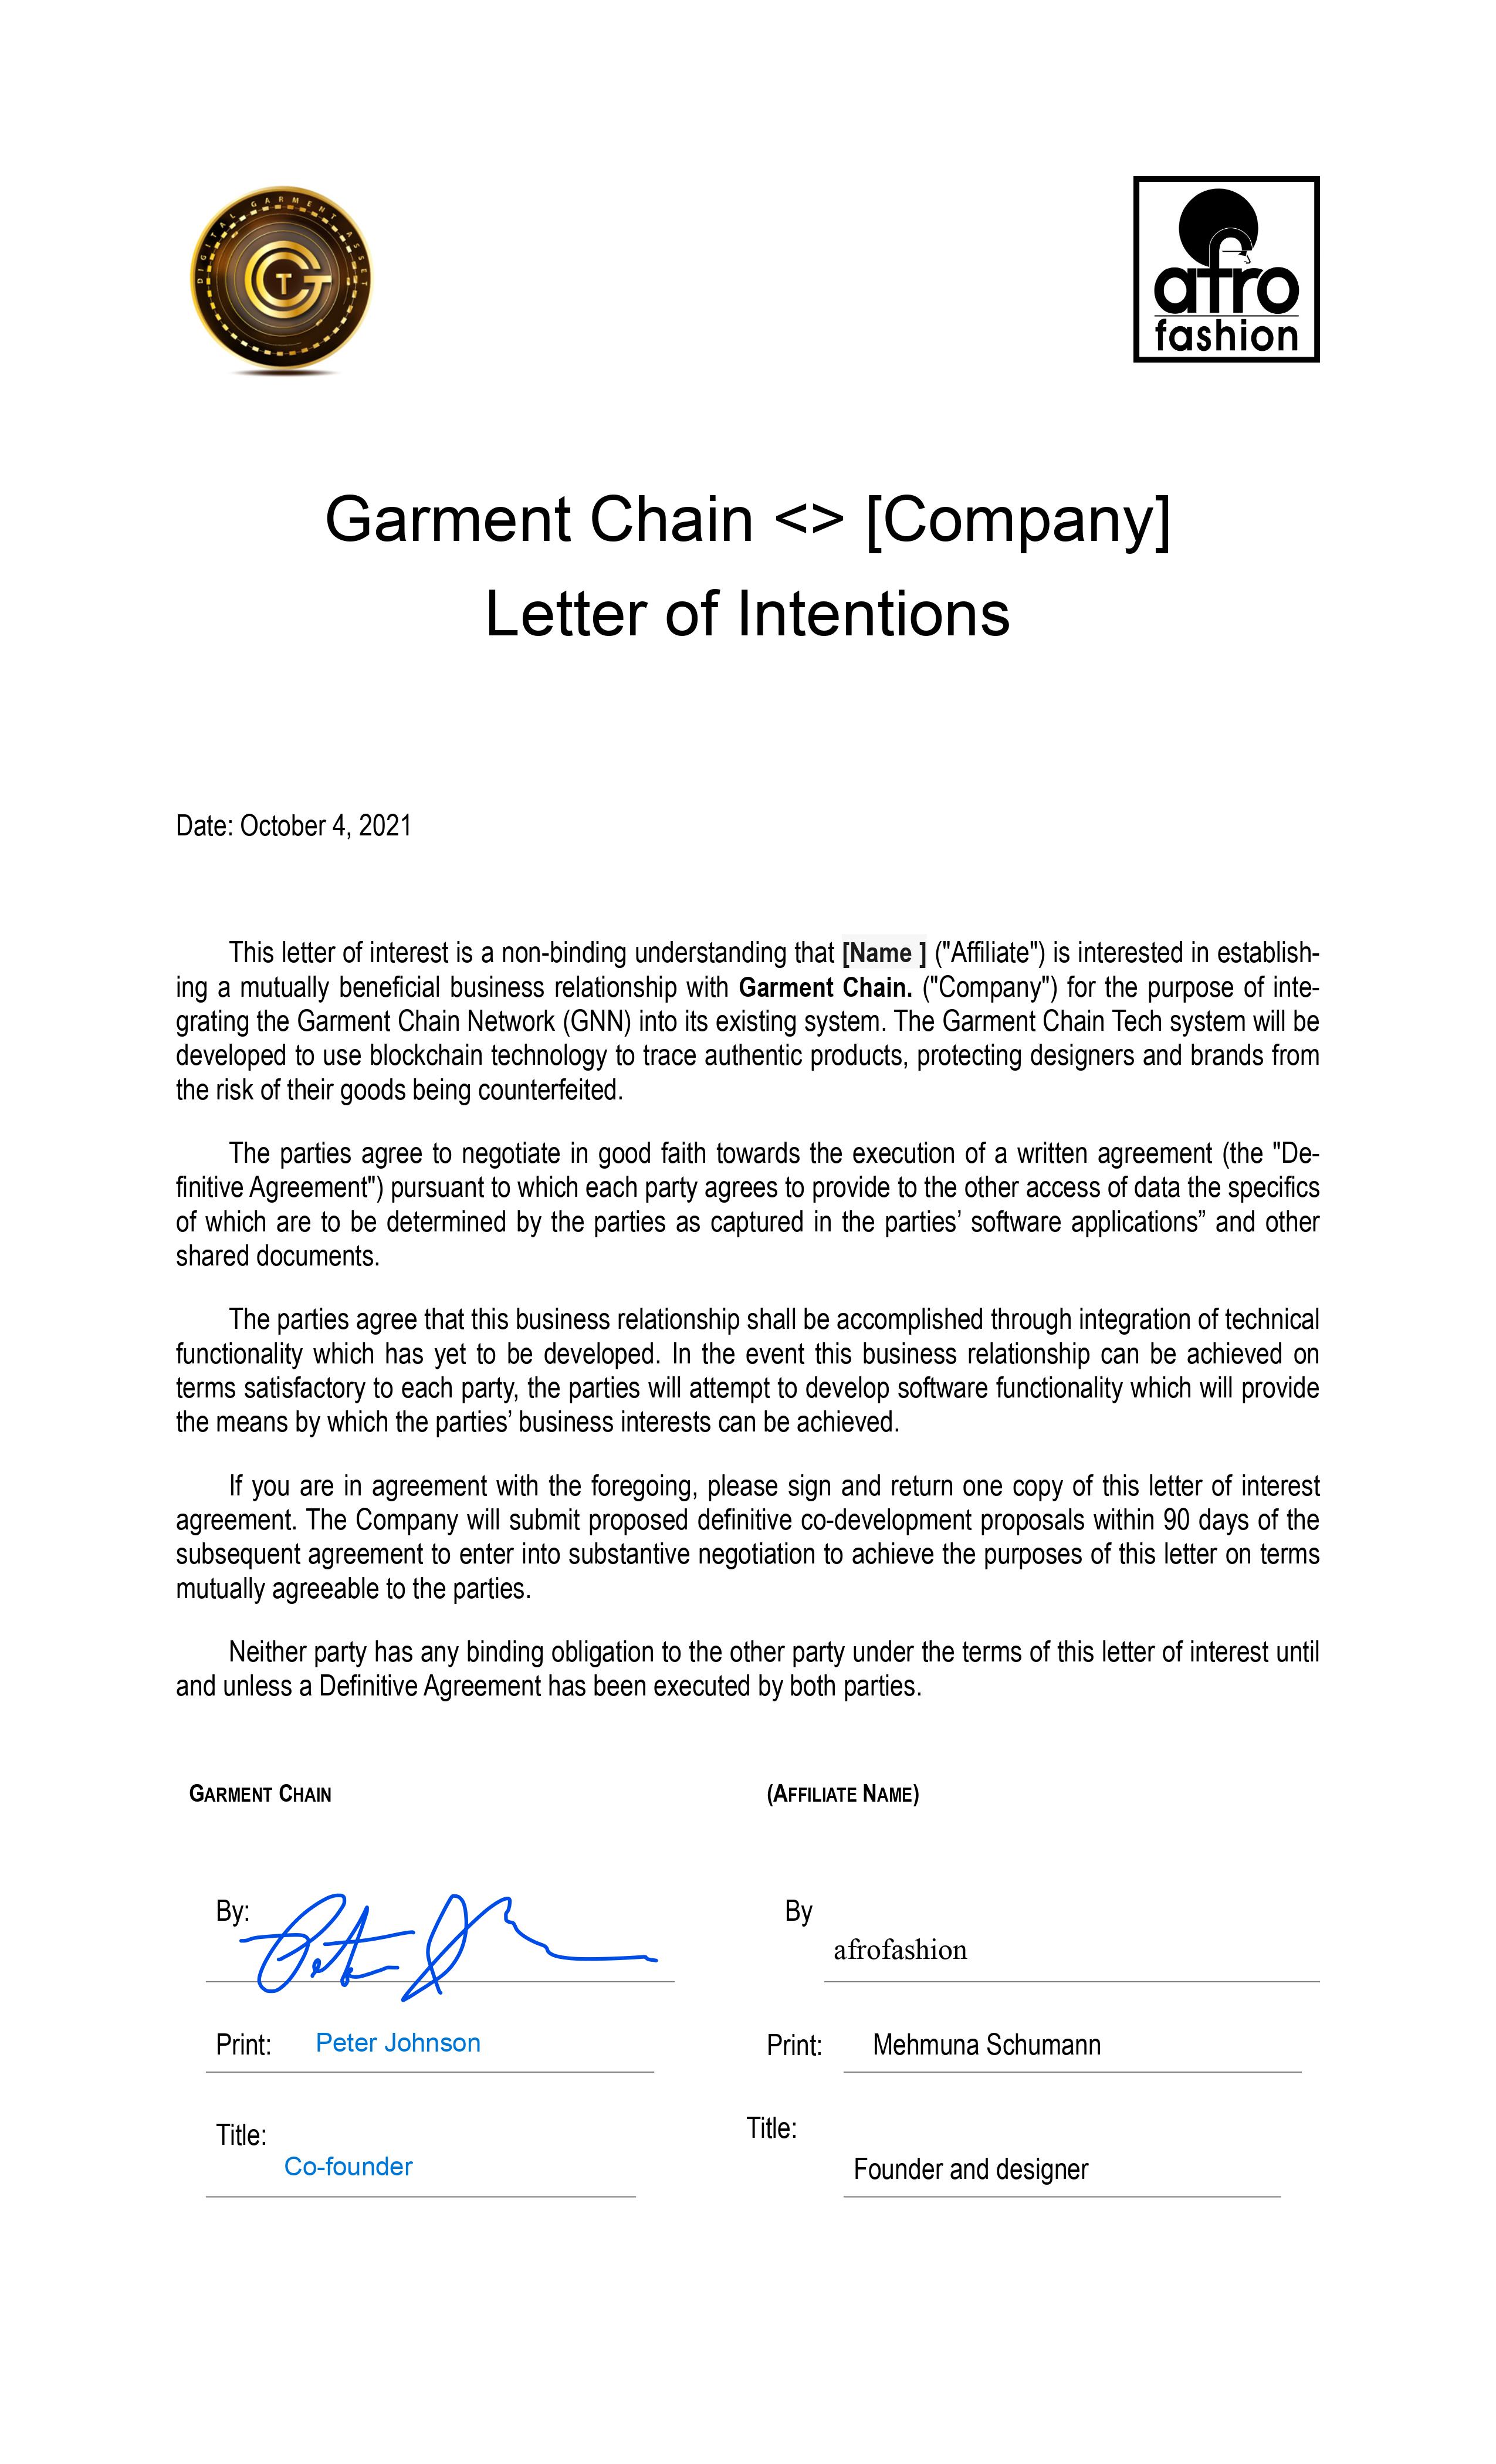 DIGITAL GARMENT ASSET
T
afro
fashion
Garment Chain <> [Company]
Letter of Intentions
Date: October 4, 2021
This letter of interest is a non-binding understanding that [Name ] ("Affiliate") is interested in establish-
ing a mutually beneficial business relationship with Garment Chain. ("Company") for the purpose of inte-
grating the Garment Chain Network (GNN) into its existing system. The Garment Chain Tech system will be
developed to use blockchain technology to trace authentic products, protecting designers and brands from
the risk of their goods being counterfeited.
The parties agree to negotiate in good faith towards the execution of a written agreement (the "De-
finitive Agreement") pursuant to which each party agrees to provide to the other access of data the specifics
of which are to be determined by the parties as captured in the parties’ software applications” and other
shared documents.
The parties agree that this business relationship shall be accomplished through integration of technical
functionality which has yet to be developed. In the event this business relationship can be achieved on
terms satisfactory to each party, the parties will attempt to develop software functionality which will provide
the means by which the parties’ business interests can be achieved.
If you are in agreement with the foregoing, please sign and return one copy of this letter of interest
agreement. The Company will submit proposed definitive co-development proposals within 90 days of the
subsequent agreement to enter into substantive negotiation to achieve the purposes of this letter on terms
mutually agreeable to the parties.
Neither party has any binding obligation to the other party under the terms of this letter of interest until
and unless a Definitive Agreement has been executed by both parties.
GARMENT CHAIN (AFFILIATE NAME)
By: By
afrofashion
Print: Peter Johnson Print: Mehmuna Schumann
Title: Title:
Co-founder Founder and designer